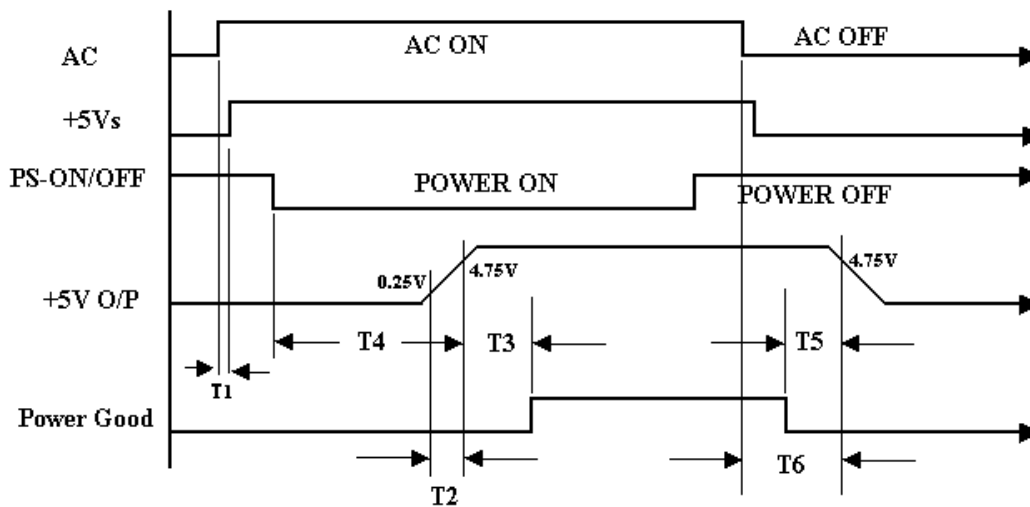 AC
AC ON
AC OFF
+5Vs
PS-ON/OFF
POWER ON
POWER OFF
+5V O/P
0.25V
4.75V
4.75V
T4
T3
T5
T1
Power Good
T2
T6